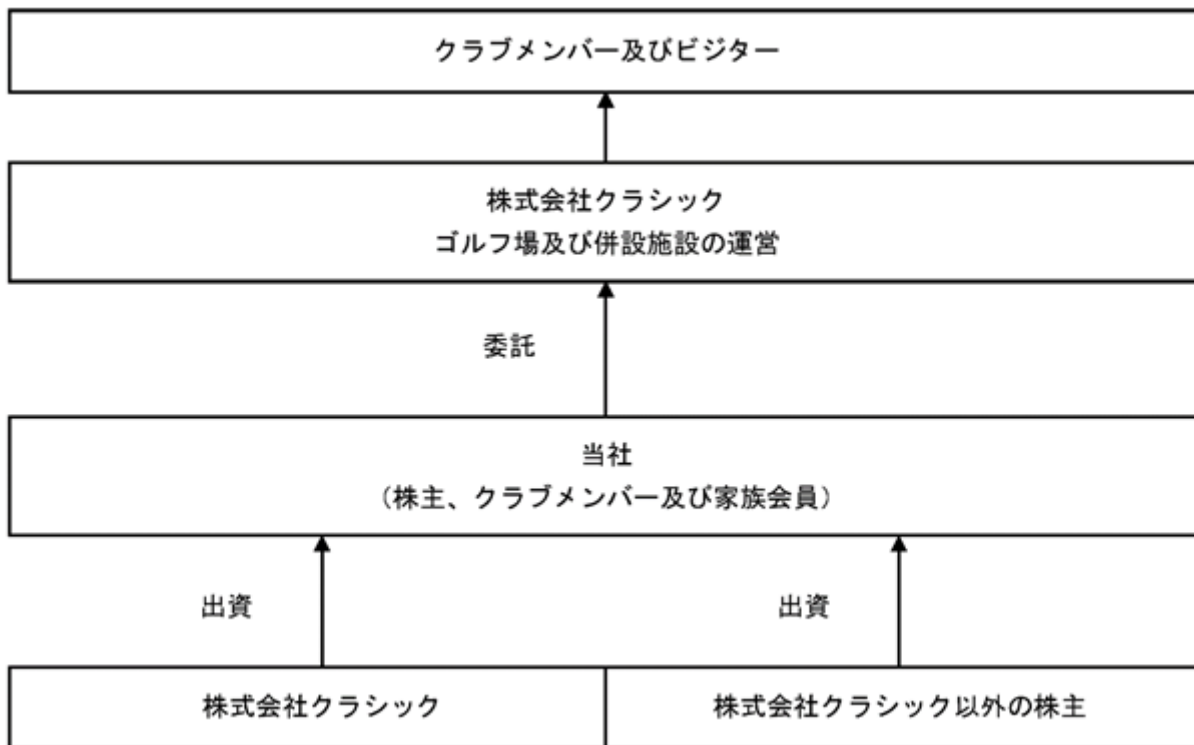 クラブメンバー及びビジター
株式会社クラシック
ゴルフ場及び併設施設の運営
委託
当社
（株主、クラブメンバー及び家族会員）
出資
出資
株式会社クラシック
株式会社クラシック以外の株主